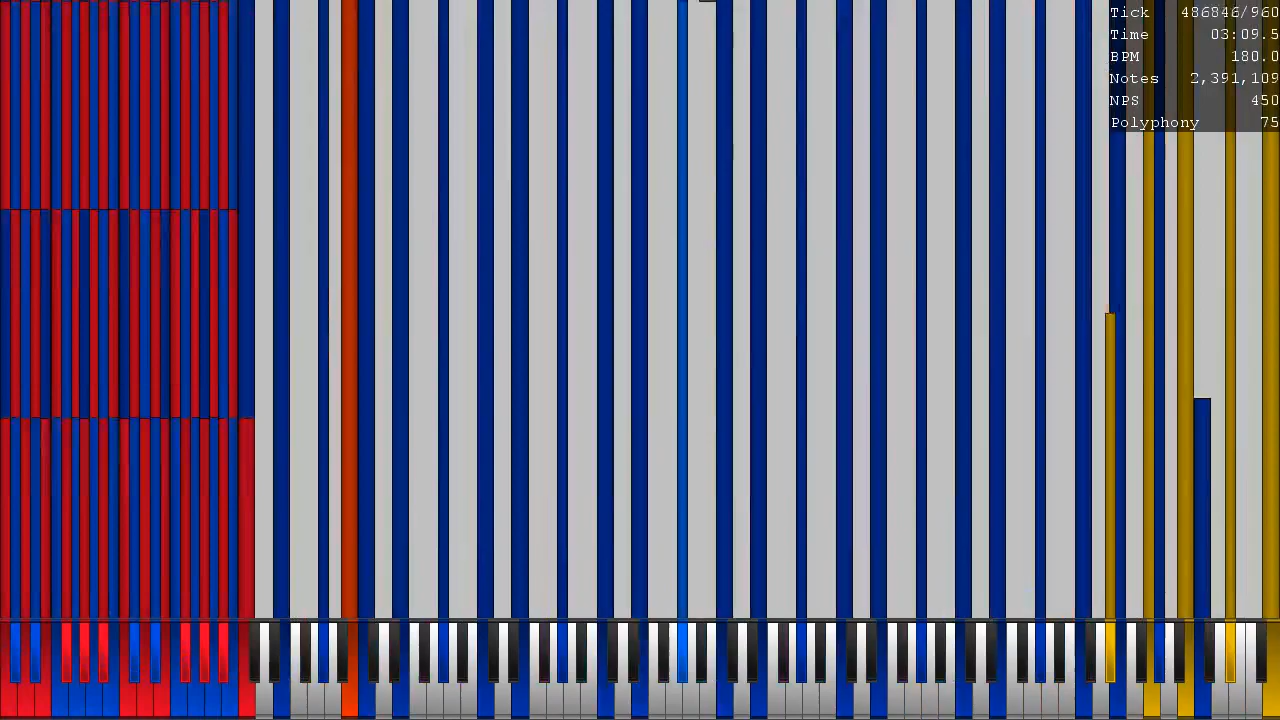 Tick 486846/960
Time 03:09.5
BPM 180.0
Notes 2,391,109
NPS 450
Polyphony 75